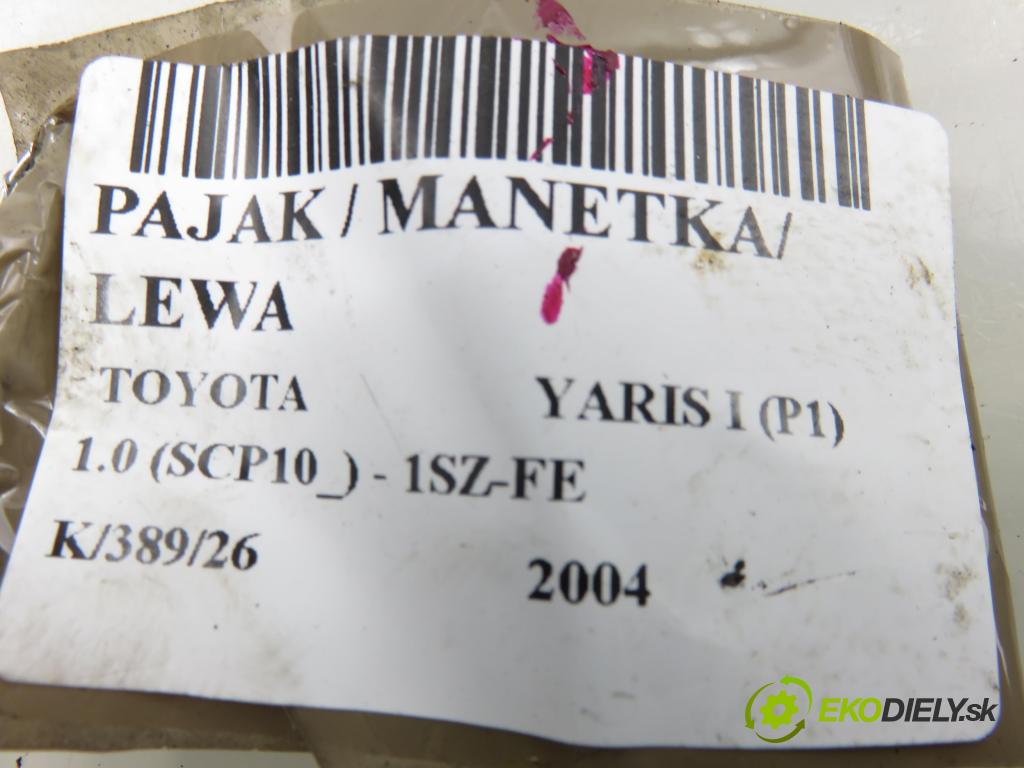 PAJAK / MANETKA/
LEWA
TOYOTA YARIS I (P1)
1.0 (SCP10_) - 1SZ-FE
K/389/26 2004
EKODIELY.sk